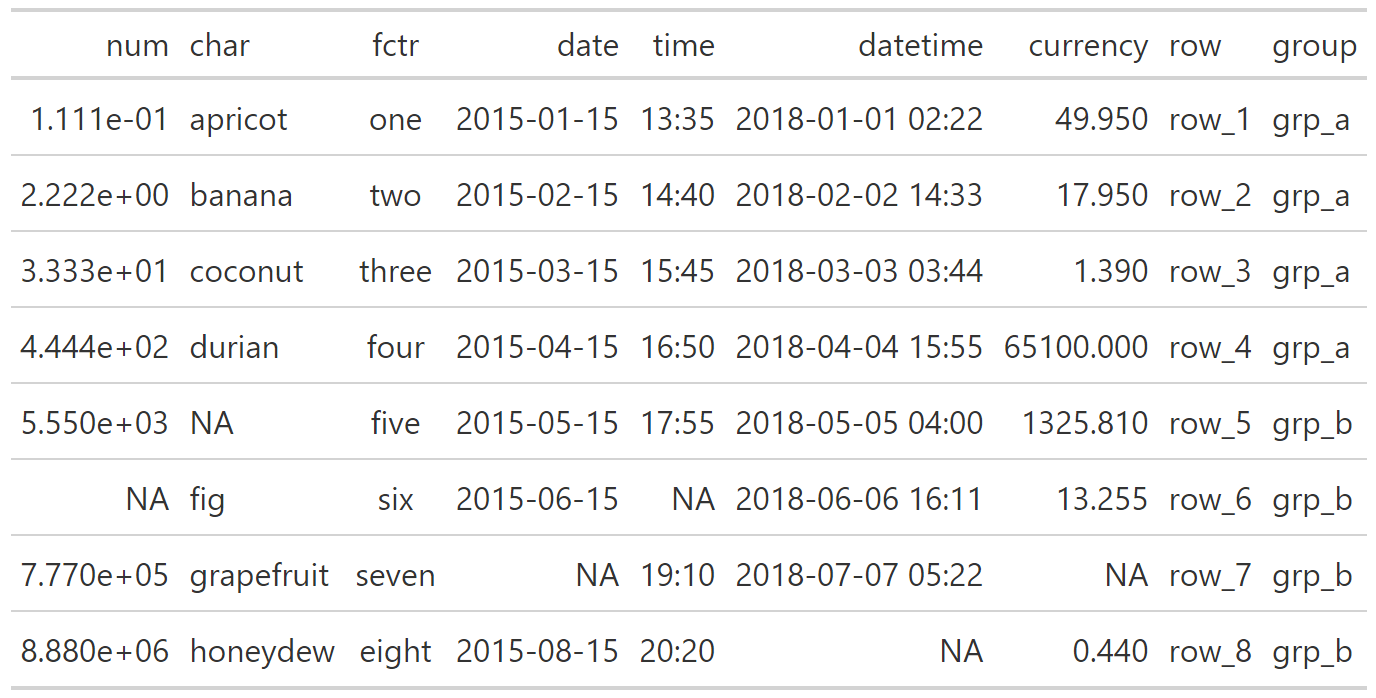 num char fctr date time datetime currency row group
1.111e-01 apricot one 2015-01-15 13:35 2018-01-01 02:22 49.950 row_1 grp_a
2.222e+00 banana two 2015-02-15 14:40 2018-02-02 14:33 17.950 row_2 grp_a
3.333e+01 coconut three 2015-03-15 15:45 2018-03-03 03:44 1.390 row_3 grp_a
4.444e+02 durian four 2015-04-15 16:50 2018-04-04 15:55 65100.000 row_4 grp_a
5.550e+03 NA five 2015-05-15 17:55 2018-05-05 04:00 1325.810 row_5 grp_b
NA fig six 2015-06-15 NA 2018-06-06 16:11 13.255 row_6 grp_b
7.770e+05 grapefruit seven NA 19:10 2018-07-07 05:22 NA row_7 grp_b
8.880e+06 honeydew eight 2015-08-15 20:20 NA 0.440 row_8 grp_b